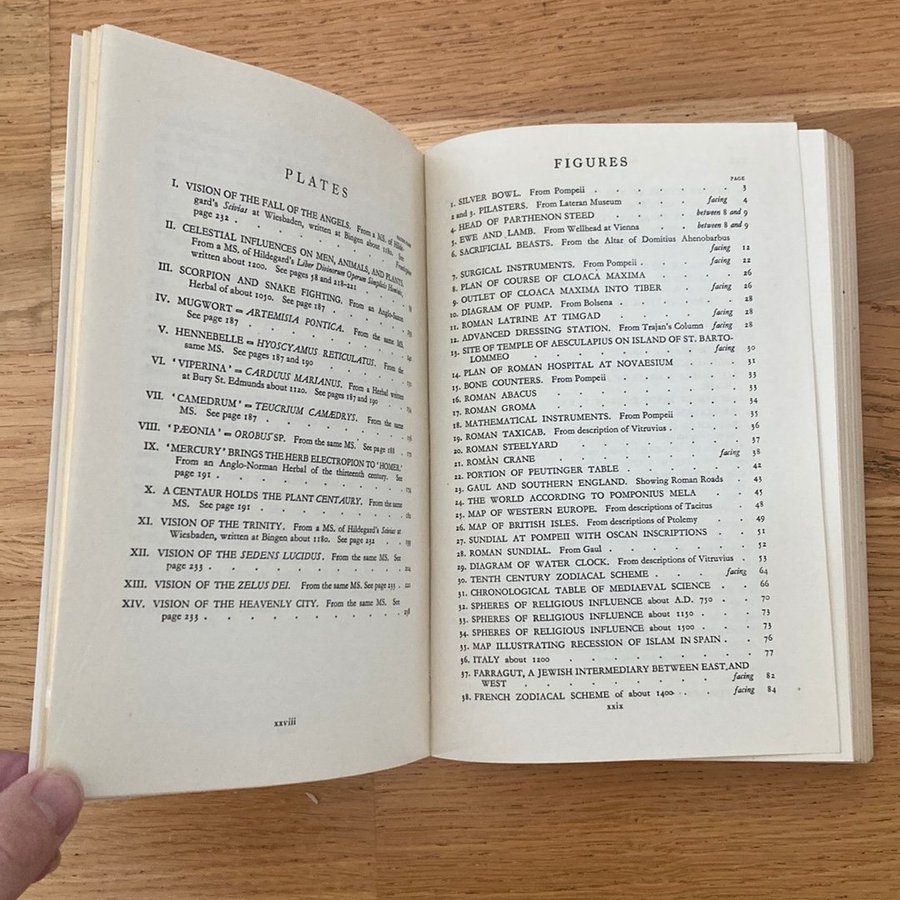 PLATES
FACING PAGE
I. VISION OF THE FALL OF THE ANGELS. From a MS. of Hilde-
gard's Scivias at Wiesbaden, written at Bingen about 1180. See
page 232 . . . . . . . Frontispiece
II. CELESTIAL INFLUENCES ON MEN, ANIMALS, AND PLANTS.
From a MS. of Hildegard's Liber Divinorum Operum Simplicis Hominis,
written about 1200. See pages 58 and 218-221
III. SCORPION AND SNAKE FIGHTING. From an Anglo-Saxon
Herbal of about 1050. See page 187
IV. MUGWORT = ARTEMISIA PONTICA. From the same MS.
See page 187
V. HENNEBELLE = HYOSCYAMUS RETICULATUS. From the
same MS. See pages 187 and 190
VI. 'VIPERINA' = CARDUUS MARIANUS. From a Herbal written
at Bury St. Edmunds about 1120. See pages 187 and 190
VII. 'CAMEDRUM' = TEUCRIUM CAMÆDRYS. From the same
MS. See page 187
VIII. 'PÆONIA' = OROBUS SP. From the same MS. See page 188
IX. 'MERCURY' BRINGS THE HERB ELECTROPION TO 'HOMER.'
From an Anglo-Norman Herbal of the thirteenth century. See
page 191
X. A CENTAUR HOLDS THE PLANT CENTAURY. From the same
MS. See page 191
XI. VISION OF THE TRINITY. From a MS. of Hildegard's Scivias at
Wiesbaden, written at Bingen about 1180. See page 232
XII. VISION OF THE SEDENS LUCIDUS. From the same MS. See
page 233
XIII. VISION OF THE ZELUS DEI. From the same MS. See page 233
XIV. VISION OF THE HEAVENLY CITY. From the same MS. See
page 233
xxviii
FIGURES
PAGE
1. SILVER BOWL. From Pompeii . . . . . 3
2 and 3. PILASTERS. From Lateran Museum . . facing 4
4. HEAD OF PARTHENON STEED . . between 8 and 9
5. EWE AND LAMB. From Wellhead at Vienna . between 8 and 9
6. SACRIFICIAL BEASTS. From the Altar of Domitius Ahenobarbus
facing 12
7. SURGICAL INSTRUMENTS. From Pompeii . . facing 22
8. PLAN OF COURSE OF CLOACA MAXIMA . . 26
9. OUTLET OF CLOACA MAXIMA INTO TIBER . facing 26
10. DIAGRAM OF PUMP. From Bolsena . . . 28
11. ROMAN LATRINE AT TIMGAD . . facing 28
12. ADVANCED DRESSING STATION. From Trajan's Column facing 28
13. SITE OF TEMPLE OF AESCULAPIUS ON ISLAND OF ST. BARTO-
LOMMEO . . . . . facing 30
14. PLAN OF ROMAN HOSPITAL AT NOVAESIUM . . 31
15. BONE COUNTERS. From Pompeii . . . 33
16. ROMAN ABACUS . . . . . 33
17. ROMAN GROMA . . . . . 34
18. MATHEMATICAL INSTRUMENTS. From Pompeii . . 35
19. ROMAN TAXICAB. From description of Vitruvius . . 36
20. ROMAN STEELYARD . . . . . 37
21. ROMAN CRANE . . . . . facing 38
22. PORTION OF PEUTINGER TABLE . . . 42
23. GAUL AND SOUTHERN ENGLAND. Showing Roman Roads . 43
24. THE WORLD ACCORDING TO POMPONIUS MELA . . 45
25. MAP OF WESTERN EUROPE. From descriptions of Tacitus . 48
26. MAP OF BRITISH ISLES. From descriptions of Ptolemy . 49
27. SUNDIAL AT POMPEII WITH OSCAN INSCRIPTIONS . 51
28. ROMAN SUNDIAL. From Gaul . . . . 52
29. DIAGRAM OF WATER CLOCK. From descriptions of Vitruvius . 53
30. TENTH CENTURY ZODIACAL SCHEME . . facing 64
31. CHRONOLOGICAL TABLE OF MEDIAEVAL SCIENCE . . 66
32. SPHERES OF RELIGIOUS INFLUENCE about A.D. 750 . . 70
33. SPHERES OF RELIGIOUS INFLUENCE about 1150 . . 73
34. SPHERES OF RELIGIOUS INFLUENCE about 1500 . . 73
35. MAP ILLUSTRATING RECESSION OF ISLAM IN SPAIN . . 76
36. ITALY about 1200 . . . . . 77
37. FARRAGUT, A JEWISH INTERMEDIARY BETWEEN EAST AND
WEST . . . . . facing 82
38. FRENCH ZODIACAL SCHEME of about 1400 . . facing 84
xxix